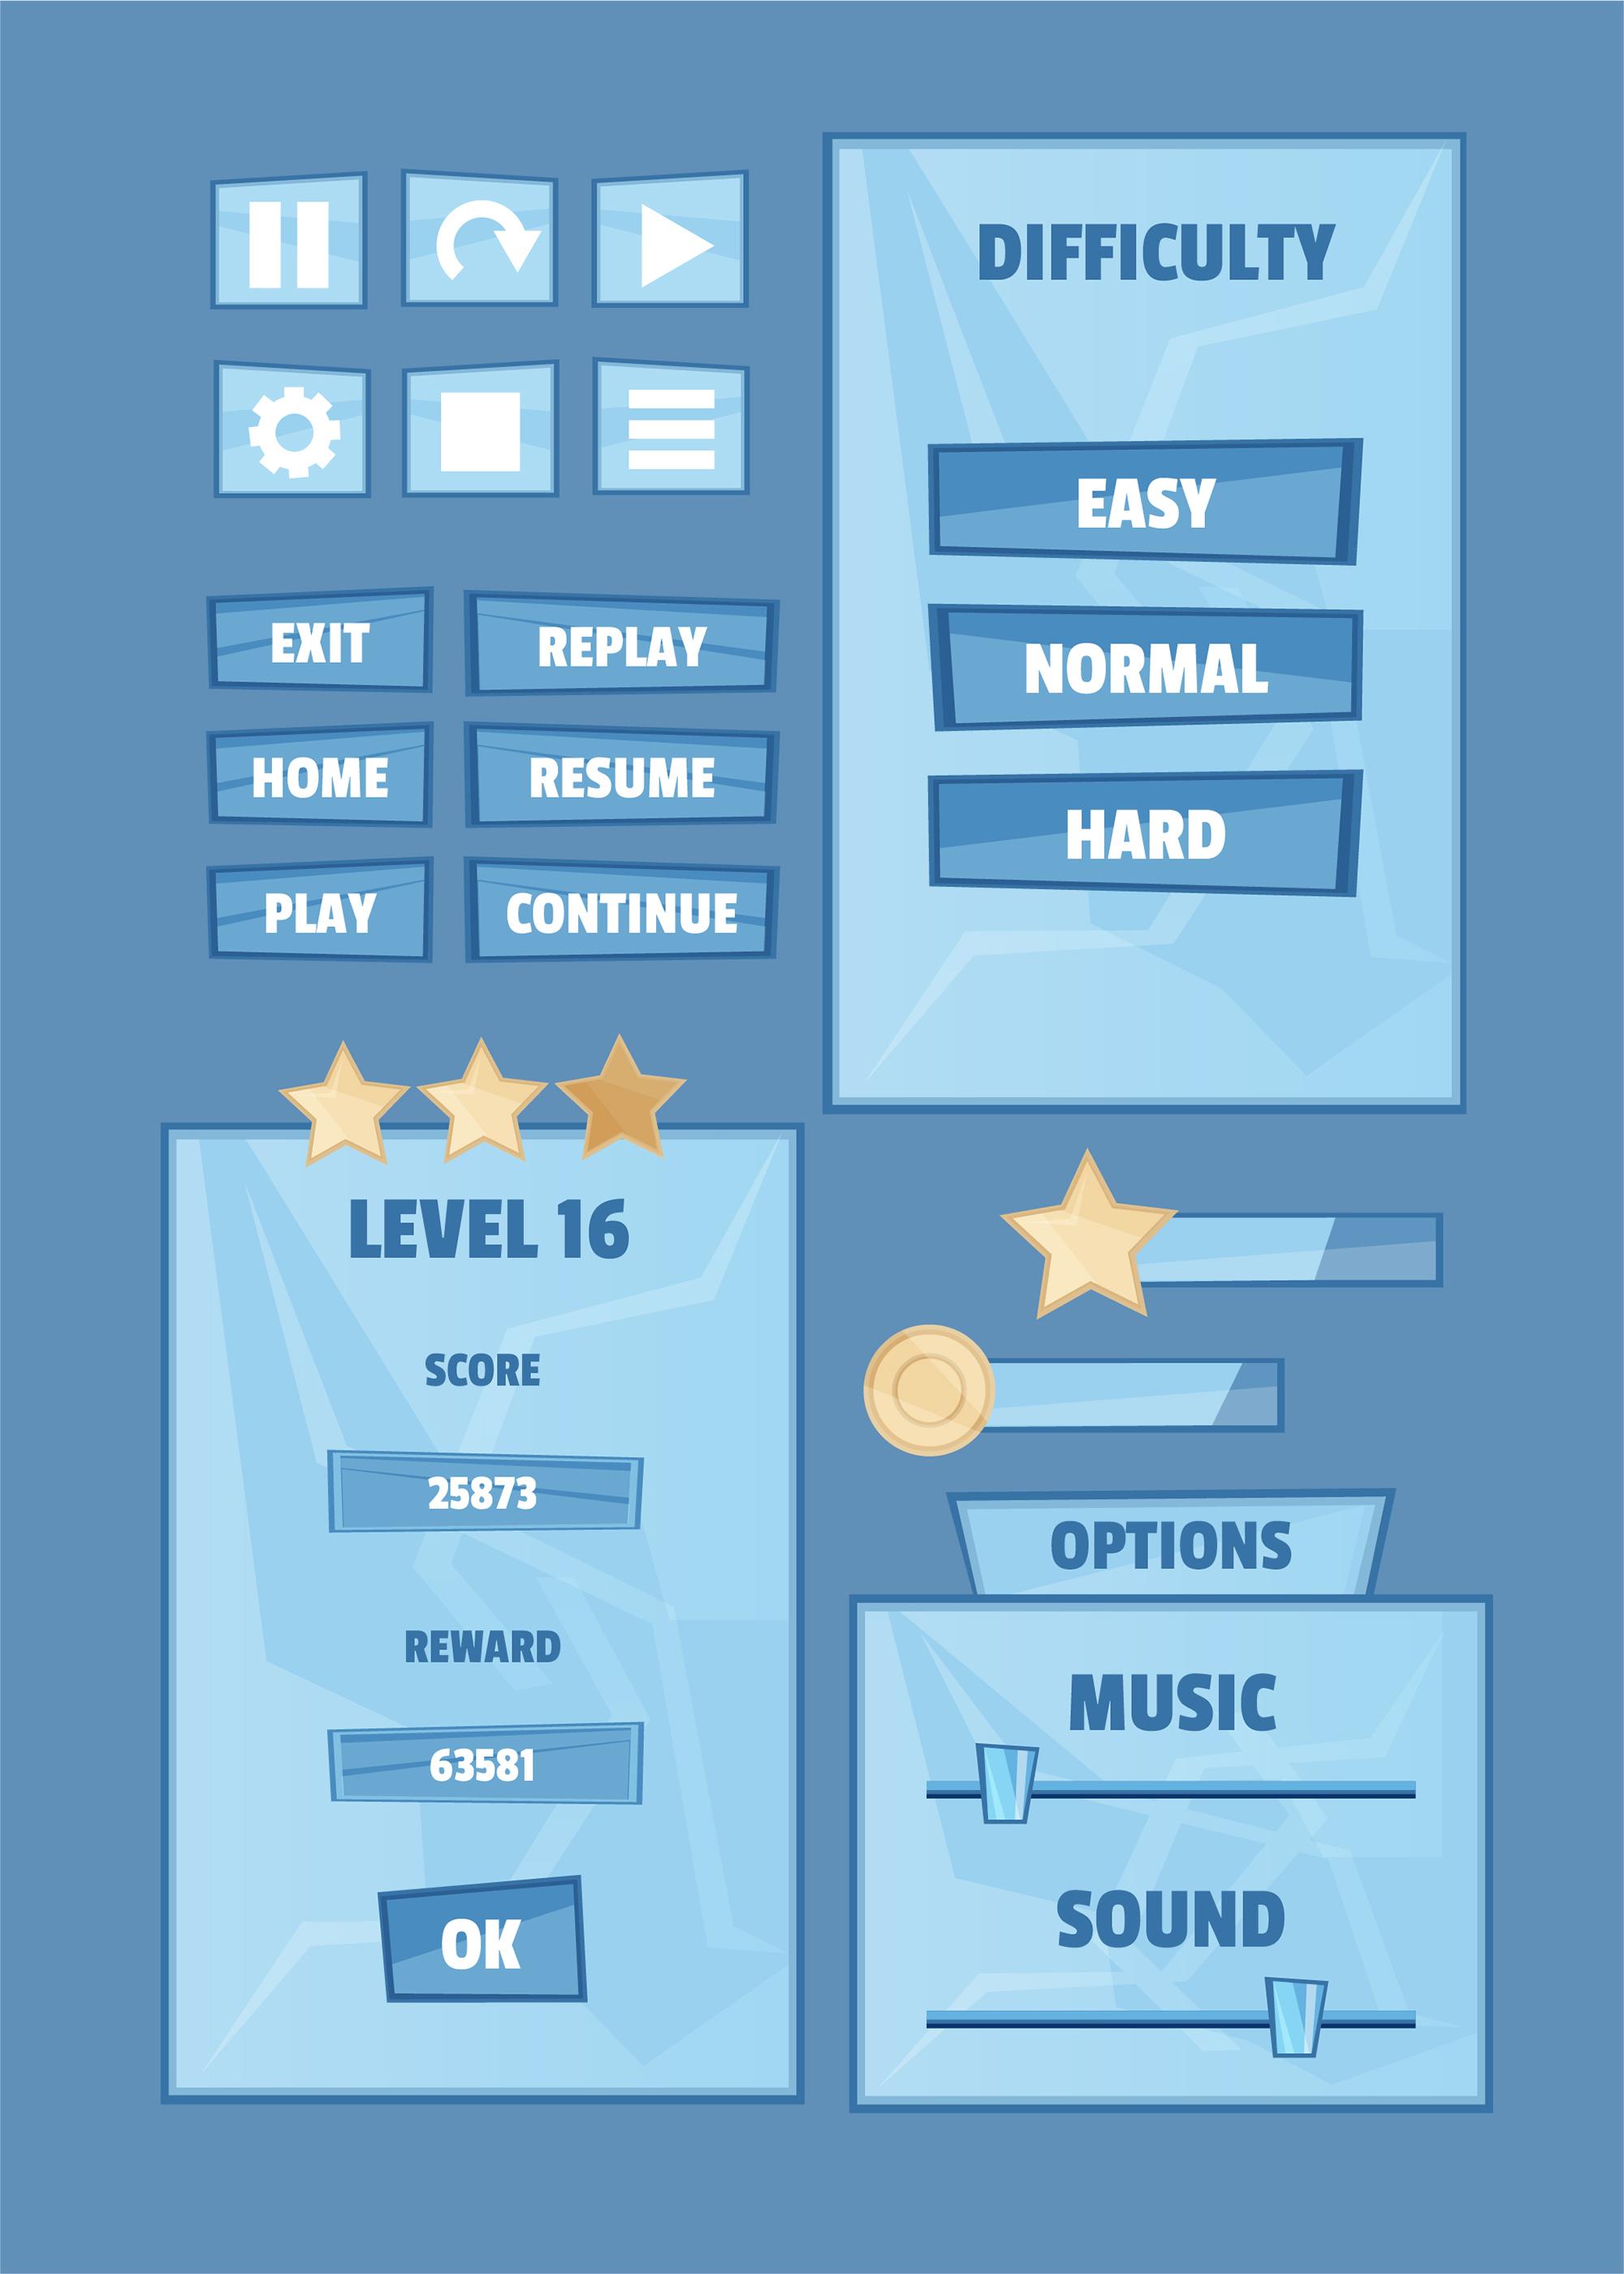 DIFFICULTY
EASY
NORMAL
HARD
EXIT
REPLAY
HOME
RESUME
PLAY
CONTINUE
LEVEL 16
SCORE
25873
REWARD
63581
OK
OPTIONS
MUSIC
SOUND